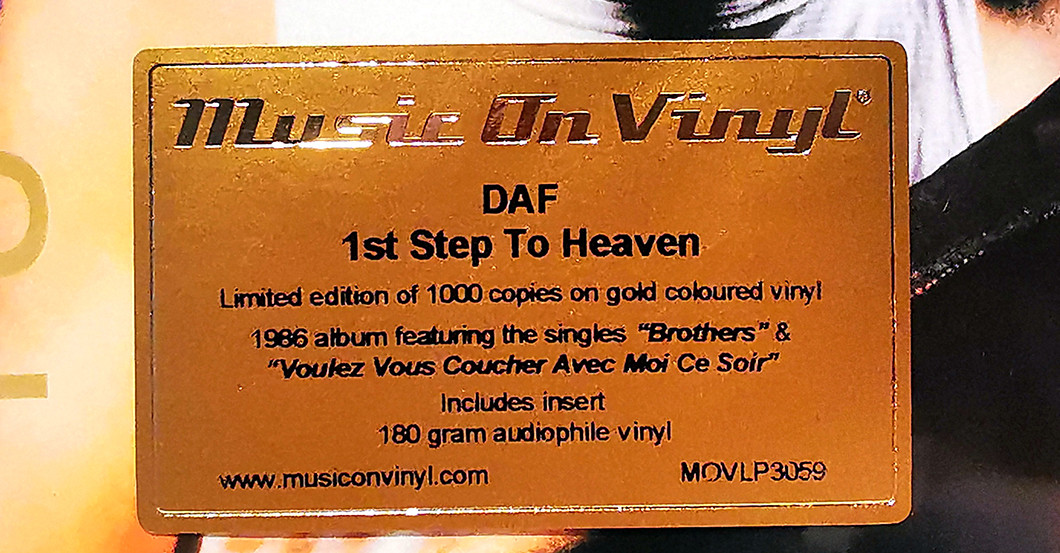 Music On Vinyl®
DAF
1st Step To Heaven
Limited edition of 1000 copies on gold coloured vinyl
1986 album featuring the singles "Brothers" &
"Voulez Vous Coucher Avec Moi Ce Soir"
Includes insert
180 gram audiophile vinyl
www.musiconvinyl.com MOVLP3059